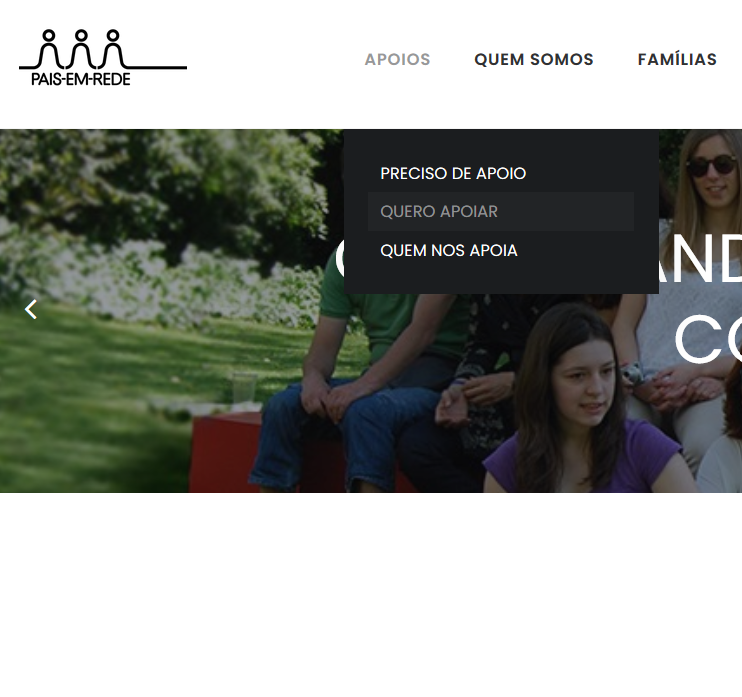 PAIS-EM-REDE
APOIOS
QUEM SOMOS
FAMÍLIAS
PRECISO DE APOIO
QUERO APOIAR
QUEM NOS APOIA